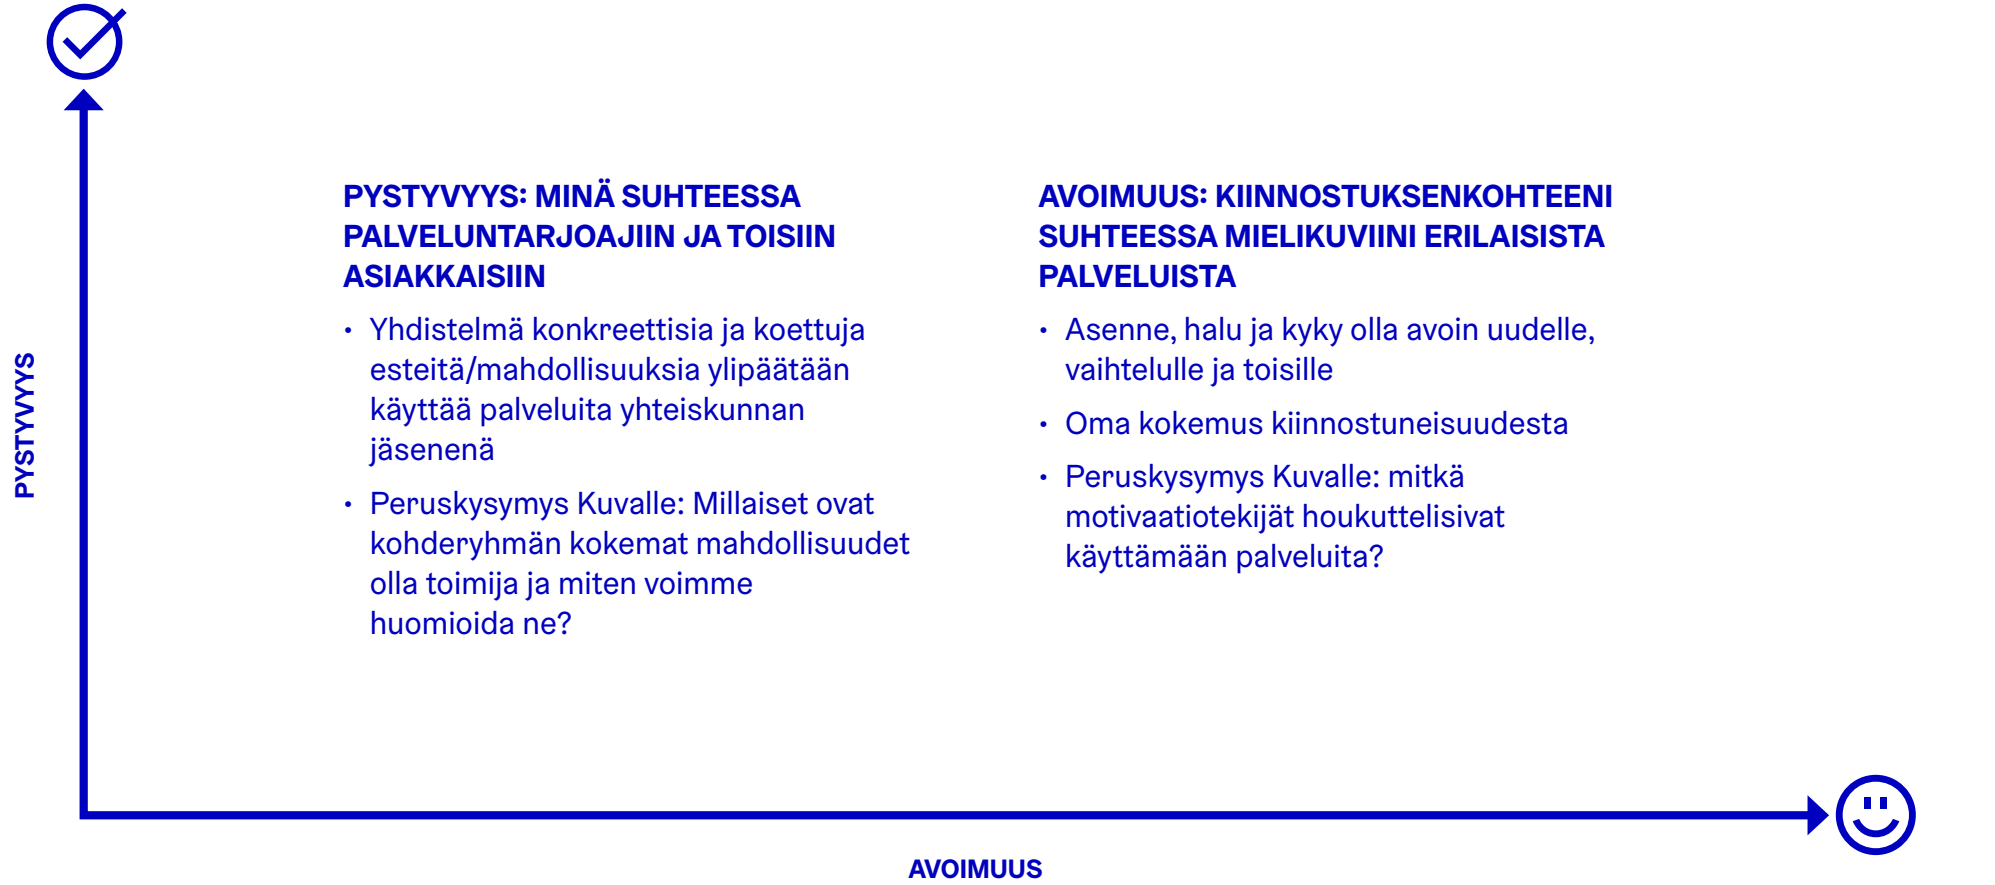 PYSTYVYYS
PYSTYVYYS: MINÄ SUHTEESSA
PALVELUNTARJOAJIIN JA TOISIIN
ASIAKKAISIIN
• Yhdistelmä konkreettisia ja koettuja
esteitä/mahdollisuuksia ylipäätään
käyttää palveluita yhteiskunnan
jäsenenä
• Peruskysymys Kuvalle: Millaiset ovat
kohderyhmän kokemat mahdollisuudet
olla toimija ja miten voimme
huomioida ne?
AVOIMUUS: KIINNOSTUKSENKOHTEENI
SUHTEESSA MIELIKUVIINI ERILAISISTA
PALVELUISTA
• Asenne, halu ja kyky olla avoin uudelle,
vaihtelulle ja toisille
• Oma kokemus kiinnostuneisuudesta
• Peruskysymys Kuvalle: mitkä
motivaatiotekijät houkuttelisivat
käyttämään palveluita?
AVOIMUUS